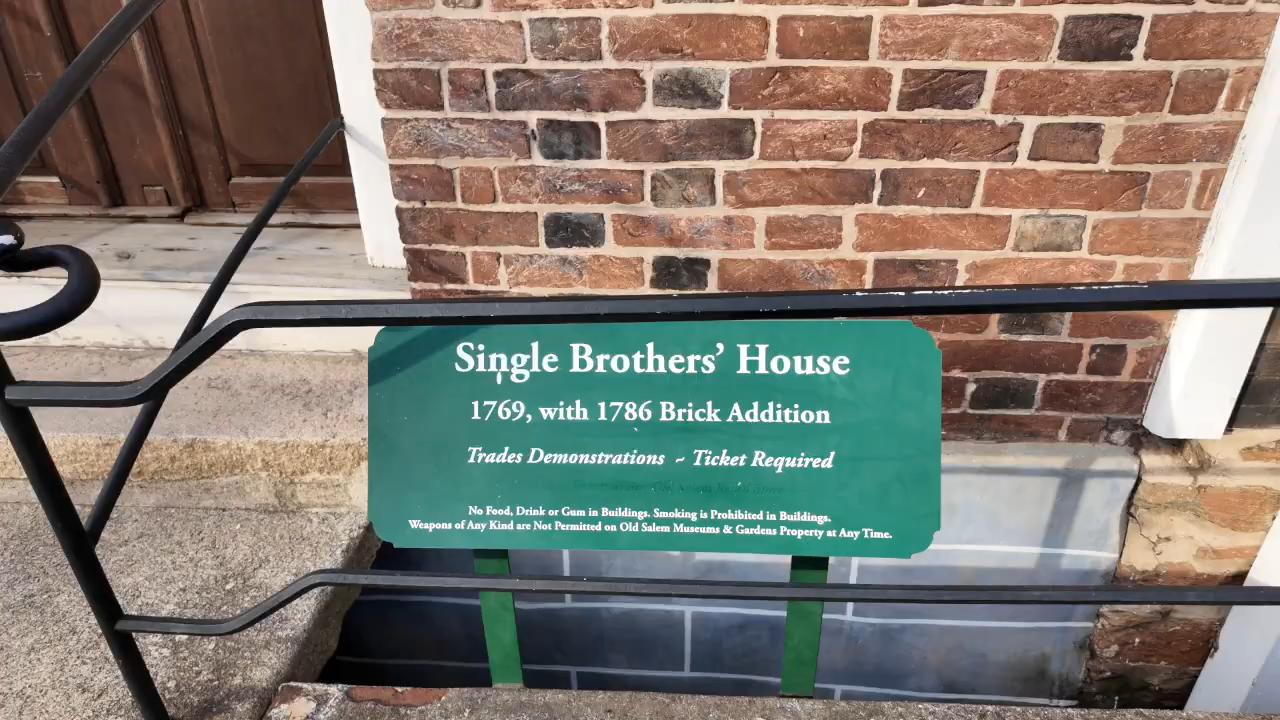 Single Brothers' House
1769, with 1786 Brick Addition
Trades Demonstrations ~ Ticket Required
No Food, Drink or Gum in Buildings. Smoking is Prohibited in Buildings.
Weapons of Any Kind are Not Permitted on Old Salem Museums & Gardens Property at Any Time.